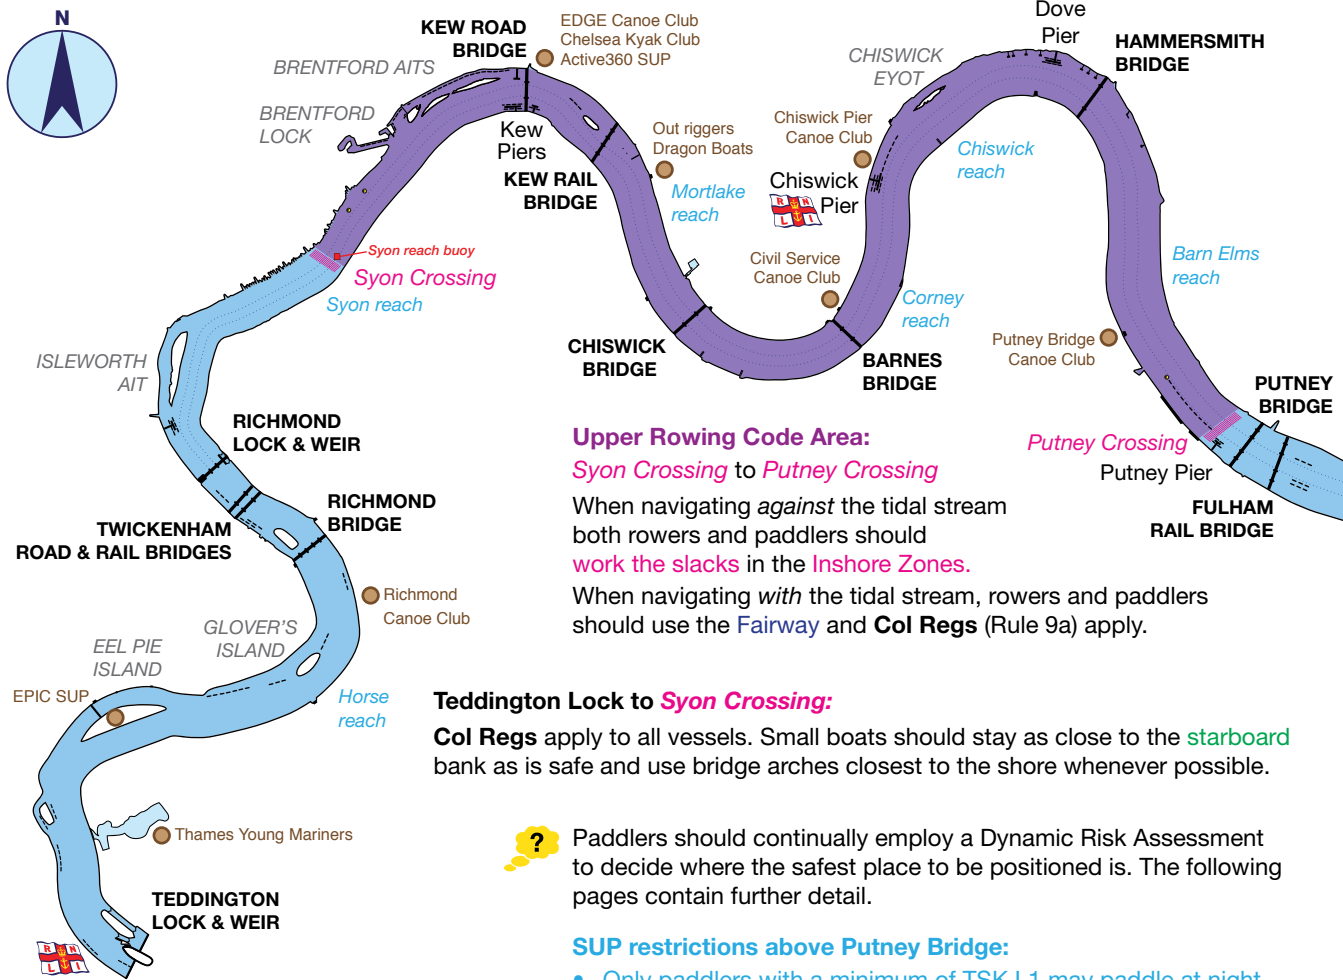 N
KEW ROAD
BRIDGE
EDGE Canoe Club
Chelsea Kyak Club
Active360 SUP
BRENTFORD AITS
BRENTFORD
LOCK
Kew
Piers
KEW RAIL
BRIDGE
Out riggers
Dragon Boats
Mortlake
reach
CHISWICK
EYOT
Dove
Pier
HAMMERSMITH
BRIDGE
Chiswick Pier
Canoe Club
Chiswick
Pier
R N
L I
Chiswick
reach
Syon reach buoy
Syon Crossing
Syon reach
Civil Service
Canoe Club
Corney
reach
Barn Elms
reach
Putney Bridge
Canoe Club
ISLEWORTH
AIT
CHISWICK
BRIDGE
BARNES
BRIDGE
PUTNEY
BRIDGE
Putney Crossing
Putney Pier
FULHAM
RAIL BRIDGE
RICHMOND
LOCK & WEIR
RICHMOND
BRIDGE
TWICKENHAM
ROAD & RAIL BRIDGES
Upper Rowing Code Area:
Syon Crossing to Putney Crossing
When navigating against the tidal stream
both rowers and paddlers should
work the slacks in the Inshore Zones.
When navigating with the tidal stream, rowers and paddlers
should use the Fairway and Col Regs (Rule 9a) apply.
Richmond
Canoe Club
GLOVER'S
ISLAND
EEL PIE
ISLAND
EPIC SUP
Horse
reach
Teddington Lock to Syon Crossing:
Col Regs apply to all vessels. Small boats should stay as close to the starboard
bank as is safe and use bridge arches closest to the shore whenever possible.
Thames Young Mariners
?
Paddlers should continually employ a Dynamic Risk Assessment
to decide where the safest place to be positioned is. The following
pages contain further detail.
TEDDINGTON
LOCK & WEIR
R N
L I
SUP restrictions above Putney Bridge:
• Only paddlers with a minimum of TSK L1 may paddle at night